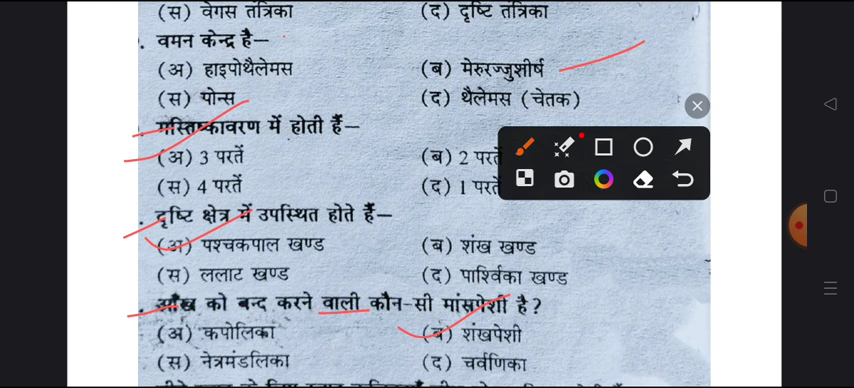 (स) वेगस तंत्रिका (द) दृष्टि तंत्रिका
. वमन केन्द्र है—
(अ) हाइपोथैलेमस (ब) मेरुरज्जुशीर्ष
(स) पोन्स (द) थैलेमस (चेतक)
. मस्तिष्कावरण में होती हैं—
(अ) 3 परतें (ब) 2 परतें
(स) 4 परतें (द) 1 परत
. दृष्टि क्षेत्र में उपस्थित होते हैं—
(अ) पश्चकपाल खण्ड (ब) शंख खण्ड
(स) ललाट खण्ड (द) पार्श्विका खण्ड
. आँख को बन्द करने वाली कौन-सी मांसपेशी है?
(अ) कपोलिका (ब) शंखपेशी
(स) नेत्रमंडलिका (द) चर्वणिका